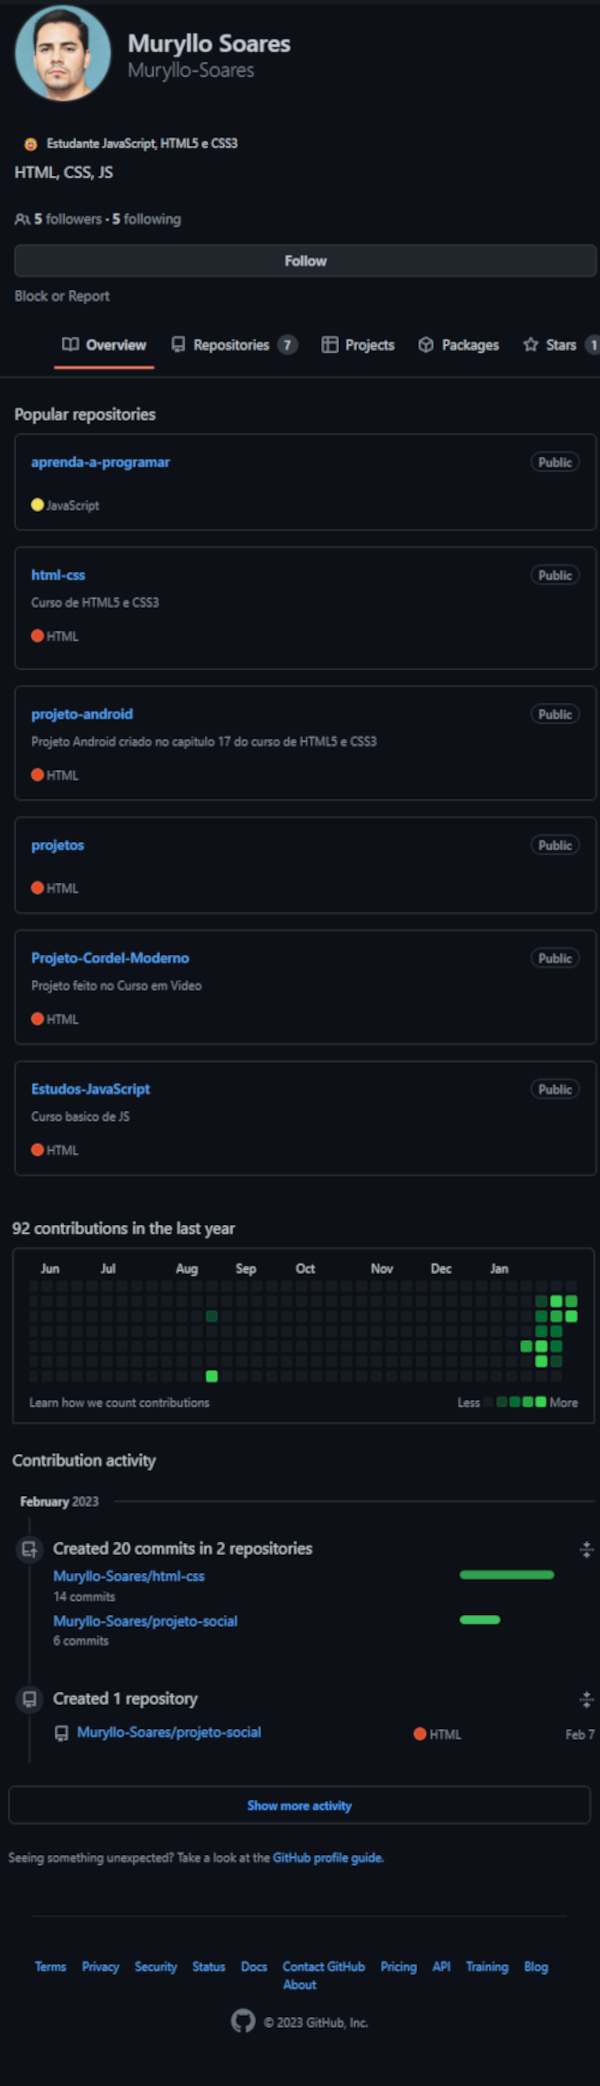 Muryllo Soares
Muryllo-Soares
Estudante JavaScript, HTML5 e CSS3
HTML, CSS, JS
5 followers · 5 following
Follow
Block or Report
Overview Repositories 7 Projects Packages Stars 1
Popular repositories
aprenda-a-programar Public
JavaScript
html-css Public
Curso de HTML5 e CSS3
HTML
projeto-android Public
Projeto Android criado no capitulo 17 do curso de HTML5 e CSS3
HTML
projetos Public
HTML
Projeto-Cordel-Moderno Public
Projeto feito no Curso em Video
HTML
Estudos-JavaScript Public
Curso basico de JS
HTML
92 contributions in the last year
Jun Jul Aug Sep Oct Nov Dec Jan
Learn how we count contributions Less More
Contribution activity
February 2023
Created 20 commits in 2 repositories
Muryllo-Soares/html-css
14 commits
Muryllo-Soares/projeto-social
6 commits
Created 1 repository
Muryllo-Soares/projeto-social HTML Feb 7
Show more activity
Seeing something unexpected? Take a look at the GitHub profile guide.
Terms Privacy Security Status Docs Contact GitHub Pricing API Training Blog
About
© 2023 GitHub, Inc.